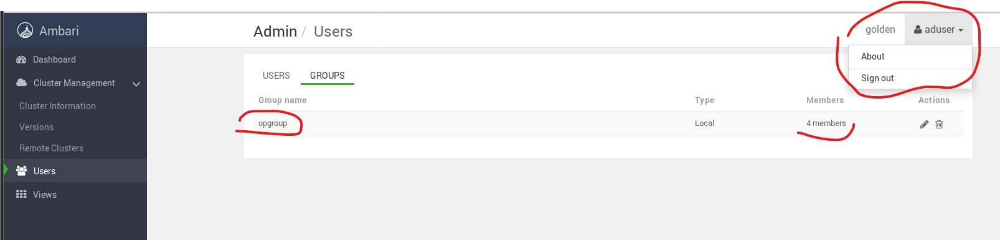 Ambari
Admin / Users
golden
aduser
About
Sign out
Dashboard
Cluster Management
Cluster Information
Versions
Remote Clusters
Users
Views
USERS GROUPS
Group name Type Members Actions
opgroup Local 4 members